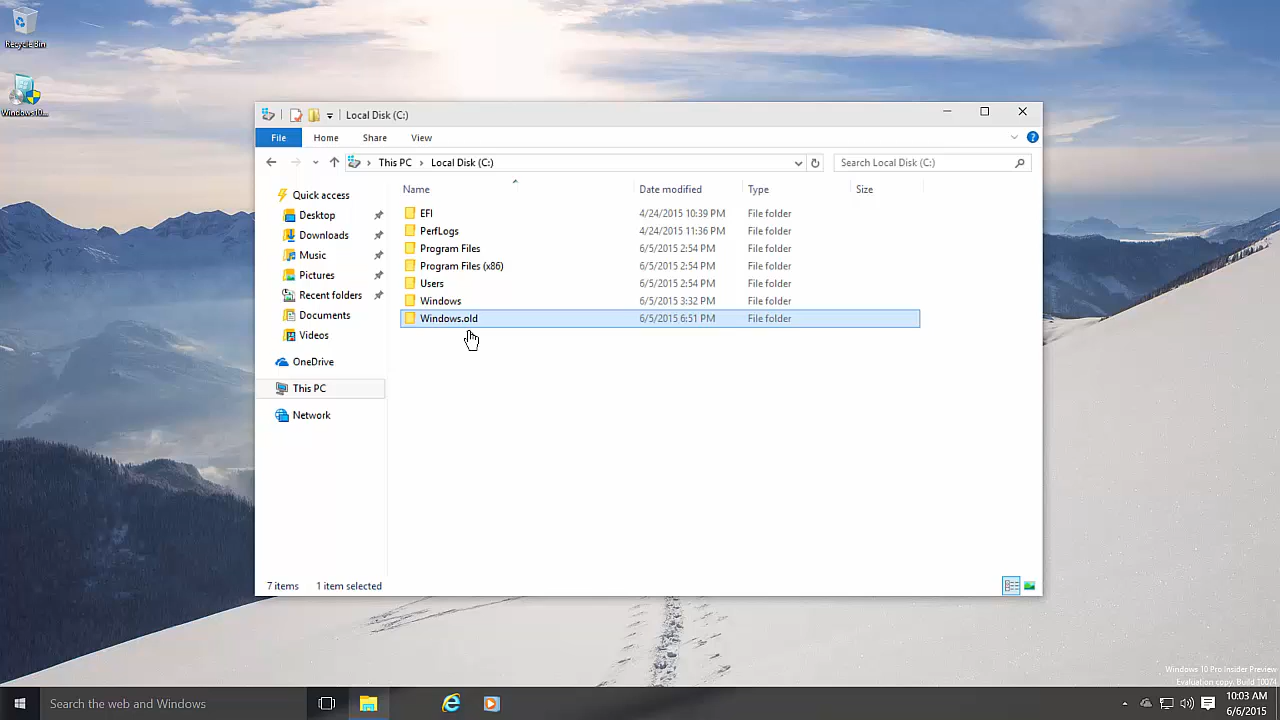 Recycle Bin
Windows10...
Local Disk (C:)
File Home Share View
This PC Local Disk (C:)
Search Local Disk (C:)
Name Date modified Type Size
EFI 4/24/2015 10:39 PM File folder
PerfLogs 4/24/2015 11:36 PM File folder
Program Files 6/5/2015 2:54 PM File folder
Program Files (x86) 6/5/2015 2:54 PM File folder
Users 6/5/2015 2:54 PM File folder
Windows 6/5/2015 3:32 PM File folder
Windows.old 6/5/2015 6:51 PM File folder
Quick access
Desktop
Downloads
Music
Pictures
Recent folders
Documents
Videos
OneDrive
This PC
Network
7 items 1 item selected
Windows 10 Pro Insider Preview
Evaluation copy. Build 10074
Search the web and Windows
10:03 AM
6/6/2015